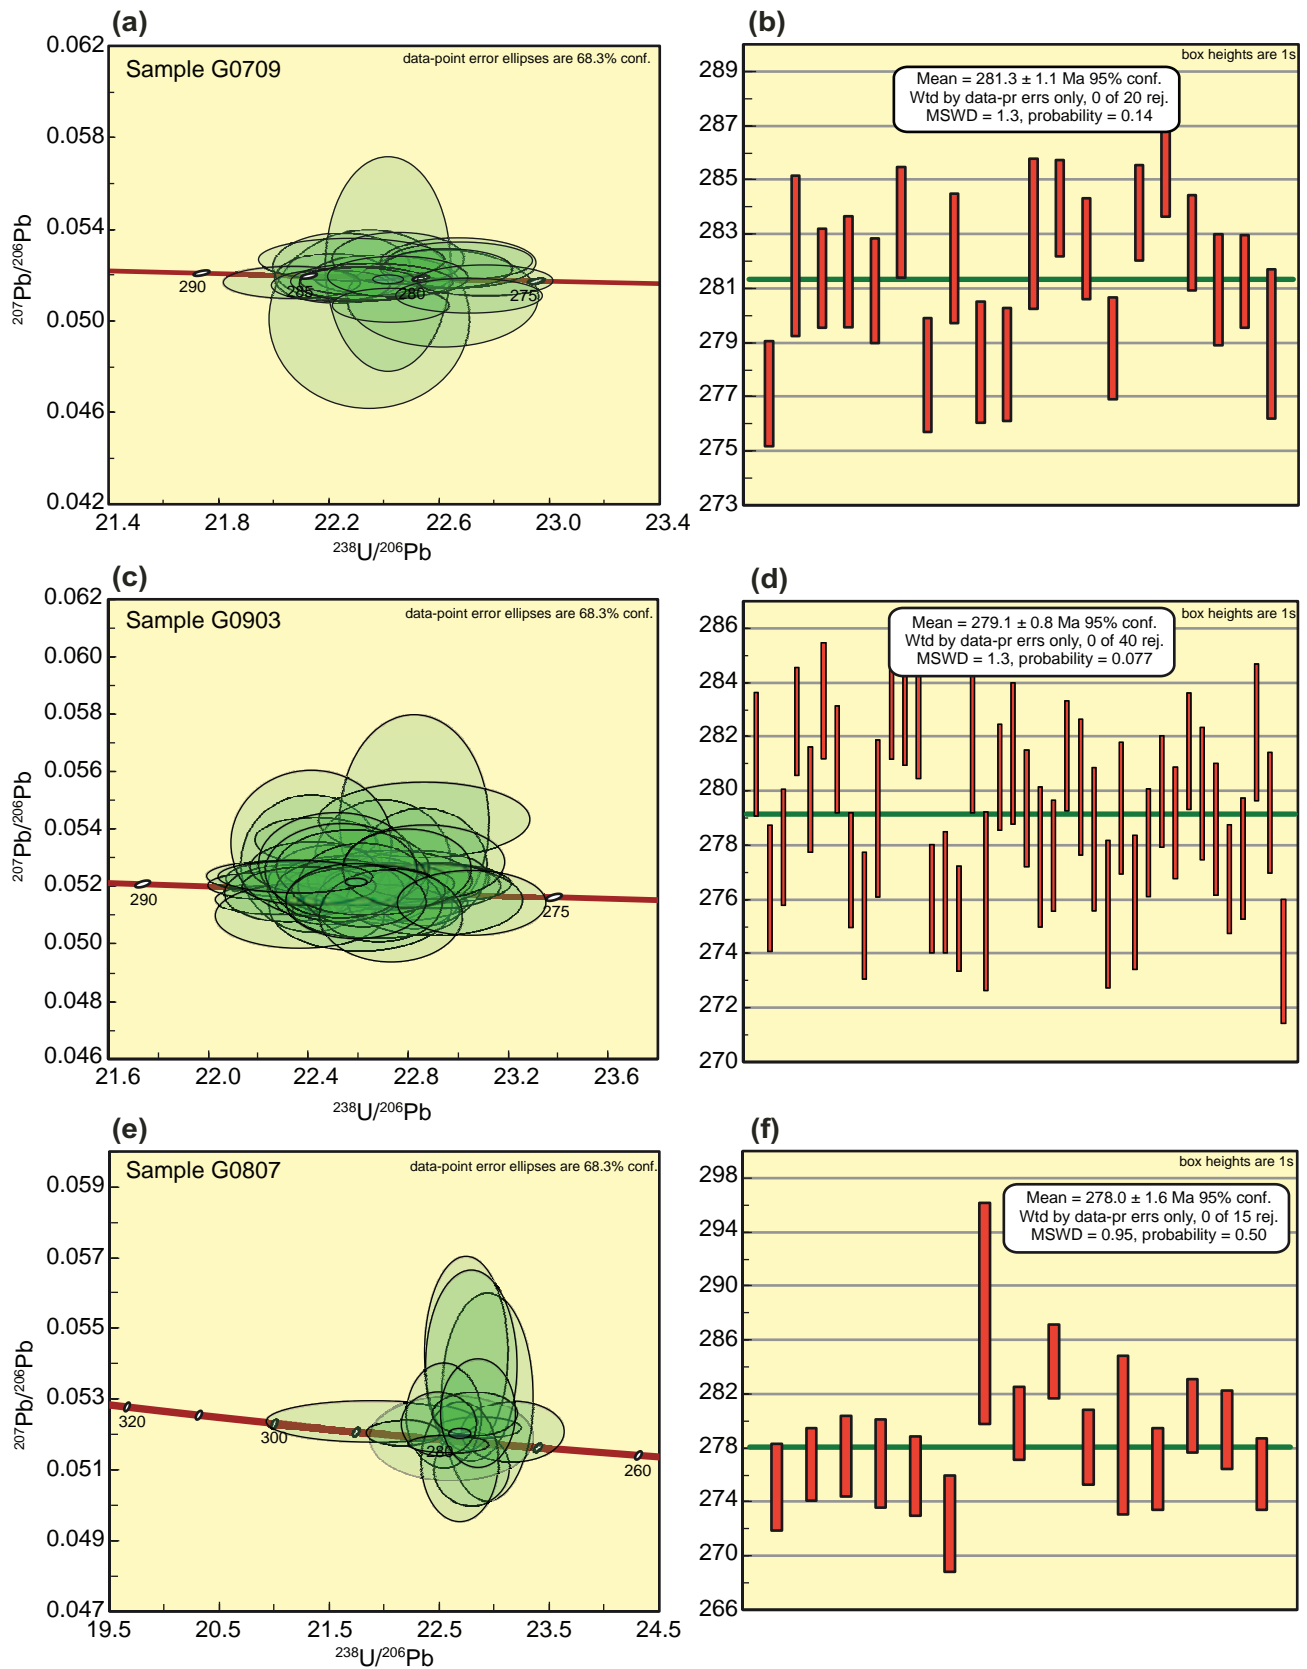 (a)
0.062
0.058
0.054
0.050
0.046
0.042
²⁰⁷Pb/²⁰⁶Pb
Sample G0709
data-point error ellipses are 68.3% conf.
290
285
280
275
21.4
21.8
22.2
22.6
23.0
23.4
²³⁸U/²⁰⁶Pb
(b)
289
287
285
283
281
279
277
275
273
box heights are 1s
Mean = 281.3 ± 1.1 Ma 95% conf.
Wtd by data-pr errs only, 0 of 20 rej.
MSWD = 1.3, probability = 0.14
(c)
0.062
0.060
0.058
0.056
0.054
0.052
0.050
0.048
0.046
²⁰⁷Pb/²⁰⁶Pb
Sample G0903
data-point error ellipses are 68.3% conf.
290
275
21.6
22.0
22.4
22.8
23.2
23.6
²³⁸U/²⁰⁶Pb
(d)
286
284
282
280
278
276
274
272
270
box heights are 1s
Mean = 279.1 ± 0.8 Ma 95% conf.
Wtd by data-pr errs only, 0 of 40 rej.
MSWD = 1.3, probability = 0.077
(e)
0.059
0.057
0.055
0.053
0.051
0.049
0.047
²⁰⁷Pb/²⁰⁶Pb
Sample G0807
data-point error ellipses are 68.3% conf.
320
300
280
260
19.5
20.5
21.5
22.5
23.5
24.5
²³⁸U/²⁰⁶Pb
(f)
298
294
290
286
282
278
274
270
266
box heights are 1s
Mean = 278.0 ± 1.6 Ma 95% conf.
Wtd by data-pr errs only, 0 of 15 rej.
MSWD = 0.95, probability = 0.50